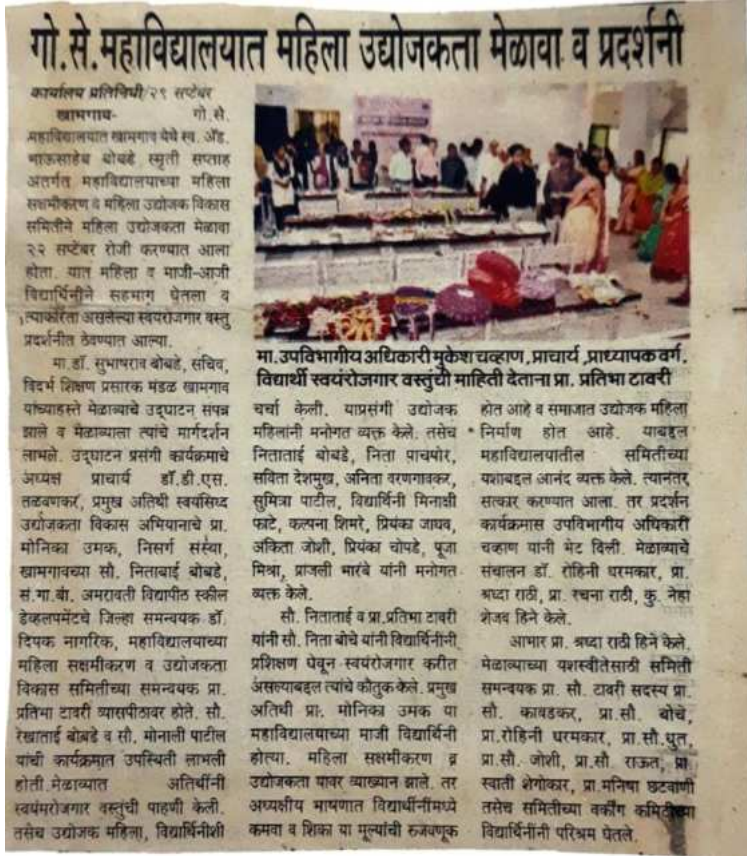 गो.से.महाविद्यालयात महिला उद्योजकता मेळावा व प्रदर्शनी
कार्यालय प्रतिनिधी/२९ सप्टेंबर
खामगाव- गो.से.
महाविद्यालयात खामगाव येथे स्व. ॲड.
भाऊसाहेब बोबडे स्मृती सप्ताह
अंतर्गत महाविद्यालयाच्या महिला
सक्षमीकरण व महिला उद्योजक विकास
समितीने महिला उद्योजकता मेळावा
२२ सप्टेंबर रोजी करण्यात आला
होता. यात महिला व माजी-आजी
विद्यार्थिनीने सहभाग घेतला व
त्याकरिता असलेल्या स्वयरोजगार वस्तु
प्रदर्शनीत ठेवण्यात आल्या.
मा.डॉ. सुभाषराव बोबडे, सचिव,
विदर्भ शिक्षण प्रसारक मंडळ खामगाव
यांच्याहस्ते मेळाव्याचे उद्घाटन संपन्न
झाले व मेळाव्याला त्यांचे मार्गदर्शन
लाभले. उद्घाटन प्रसंगी कार्यक्रमाचे
अध्यक्ष प्राचार्य डॉ.डी.एस.
तळवणकर, प्रमुख अतिथी स्वयंसिध्द
उद्योजकता विकास अभियानाचे प्रा.
मोनिका उमक, निसर्ग संस्या,
खामगावच्या सौ. निताबाई बोबडे,
सं.गा.बा. अमरावती विद्यापीठ स्कील
डेव्हलपमेंटचे जिल्हा समन्वयक डॉ.
दिपक नागरिक, महाविद्यालयाच्या
महिला सक्षमीकरण व उद्योजकता
विकास समितीच्या समन्वयक प्रा.
प्रतिभा टावरी व्यासपीठावर होते. सौ.
रेखाताई बोबडे व सौ. मोनाली पाटील
यांची कार्यक्रमात उपस्थिती लाभली
होती.मेळाव्यात अतिथींनी
स्वयंमरोजगार वस्तुंची पाहणी केली.
तसेच उद्योजक महिला, विद्यार्थिनीशी
मा.उपविभागीय अधिकारी मुकेश चव्हाण,प्राचार्य,प्राध्यापक वर्ग,
विद्यार्थी स्वयंरोजगार वस्तुंची माहिती देताना प्रा. प्रतिभा टावरी
चर्चा केली. याप्रसंगी उद्योजक
महिलांनी मनोगत व्यक्त केले. तसेच
निताताई बोबडे, निता पाचपोर,
सविता देशमुख, अनिता वरणगावकर,
सुमित्रा पाटील, विद्यार्थिनी मिनाक्षी
फाटे, कल्पना शिमरे, प्रियंका जाधव,
अंकिता जोशी, प्रियंका चोपडे, पूजा
मिश्रा, प्राजली मारंबे यांनी मनोगत
व्यक्त केले.
सौ. निताताई व प्रा.प्रतिभा टावरी
यांनी सौ. निता बोचे यांनी विद्यार्थिनींनी
प्रशिक्षण घेवून स्वयंरोजगार करीत
असल्याबद्दल त्यांचे कौतुक केले. प्रमुख
अतिथी प्रा. मोनिका उमक या
महाविद्यालयाच्या माजी विद्यार्थिनी
होत्या. महिला सक्षमीकरण व्र
उद्योजकता यावर व्याख्यान झाले. तर
अध्यक्षीय भाषणात विद्यार्थीनींमध्ये
कमवा व शिका या मूल्यांची रुजवणूक
होत आहे व समाजात उद्योजक महिला
निर्माण होत आहे. याबद्दल
महाविद्यालयातील समितीच्या
यशाबद्दल आनंद व्यक्त केले. त्यानंतर
सत्कार करण्यात आला. तर प्रदर्शन
कार्यक्रमास उपविभागीय अधिकारी
चव्हाण यांनी भेट दिली. मेळाव्याचे
संचालन डॉ. रोहिनी धरमकार, प्रा.
श्रध्दा राठी, प्रा. रचना राठी, कु. नेहा
शेजव हिने केले.
आभार प्रा. श्रध्दा राठी हिने केले.
मेळाव्याच्या यशस्वीतेसाठी समिती
समन्वयक प्रा. सौ. टावरी सदस्य प्रा.
सौ. कावडकर, प्रा.सौ. बोचे,
प्रा.रोहिनी धरमकार, प्रा.सौ.धुत,
प्रा.सौ. जोशी, प्रा.सौ. राऊत, प्रा.
स्वाती शेगोकार, प्रा.मनिषा छटवाणी
तसेच समितीच्या वर्कींग कमिटीच्या
विद्यार्थिनींनी परिश्रम घेतले.